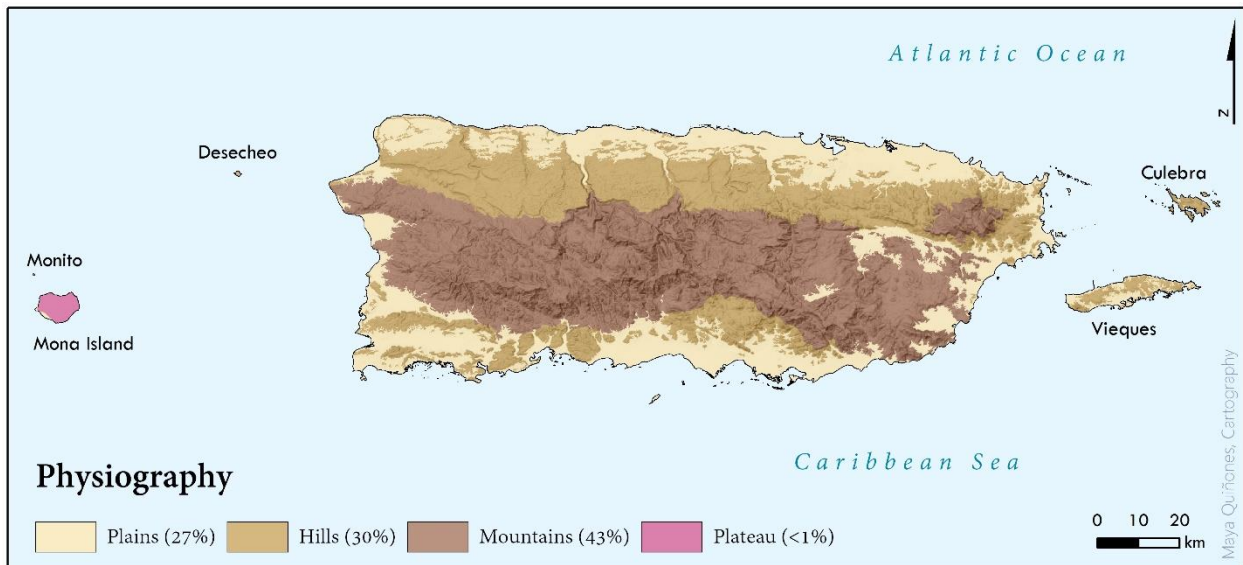 Atlantic Ocean
N
Desecheo
Culebra
Monito
Mona Island
Vieques
Caribbean Sea
Physiography
Plains (27%) Hills (30%) Mountains (43%) Plateau (<1%)
0 10 20
km
Maya Quiñones, Cartography